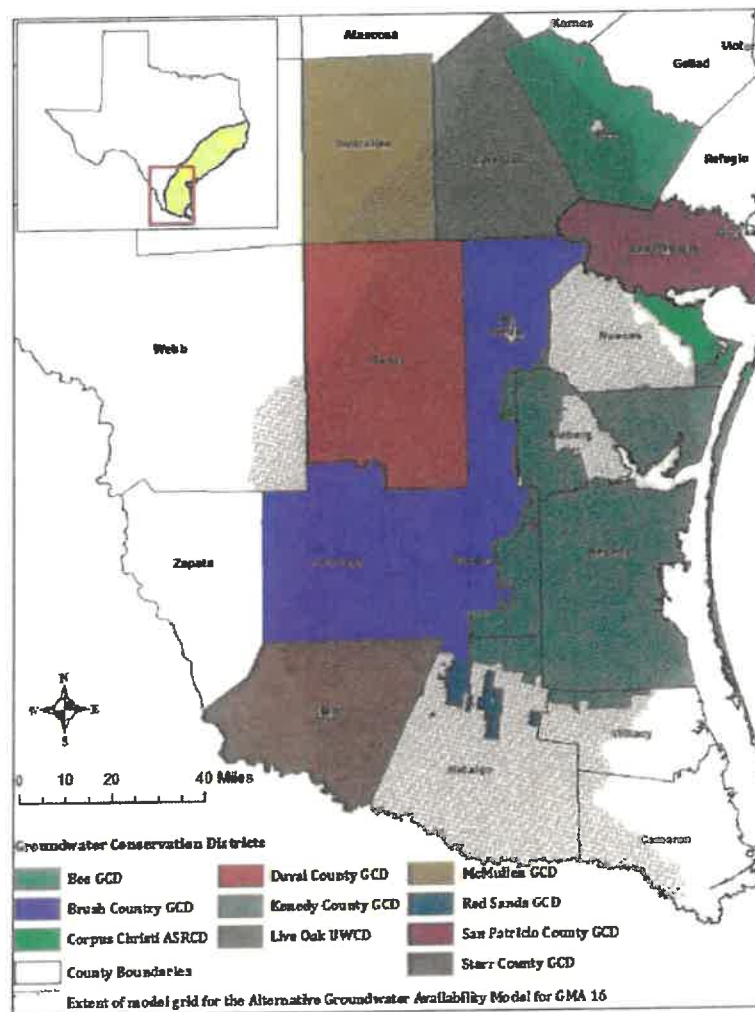 Atascosa
Karnes
Goliad
Refugio
Webb
Nueces
Duval
Kleberg
Zapata
Kenedy
N
W E
S
Hidalgo
Willacy
Cameron
0 10 20 40 Miles
Groundwater Conservation Districts
Bee GCD
Duval County GCD
McMullen GCD
Brush Country GCD
Kenedy County GCD
Red Sands GCD
Corpus Christi ASRCD
Live Oak UWCD
San Patricio County GCD
County Boundaries
Starr County GCD
Extent of model grid for the Alternative Groundwater Availability Model for GMA 16